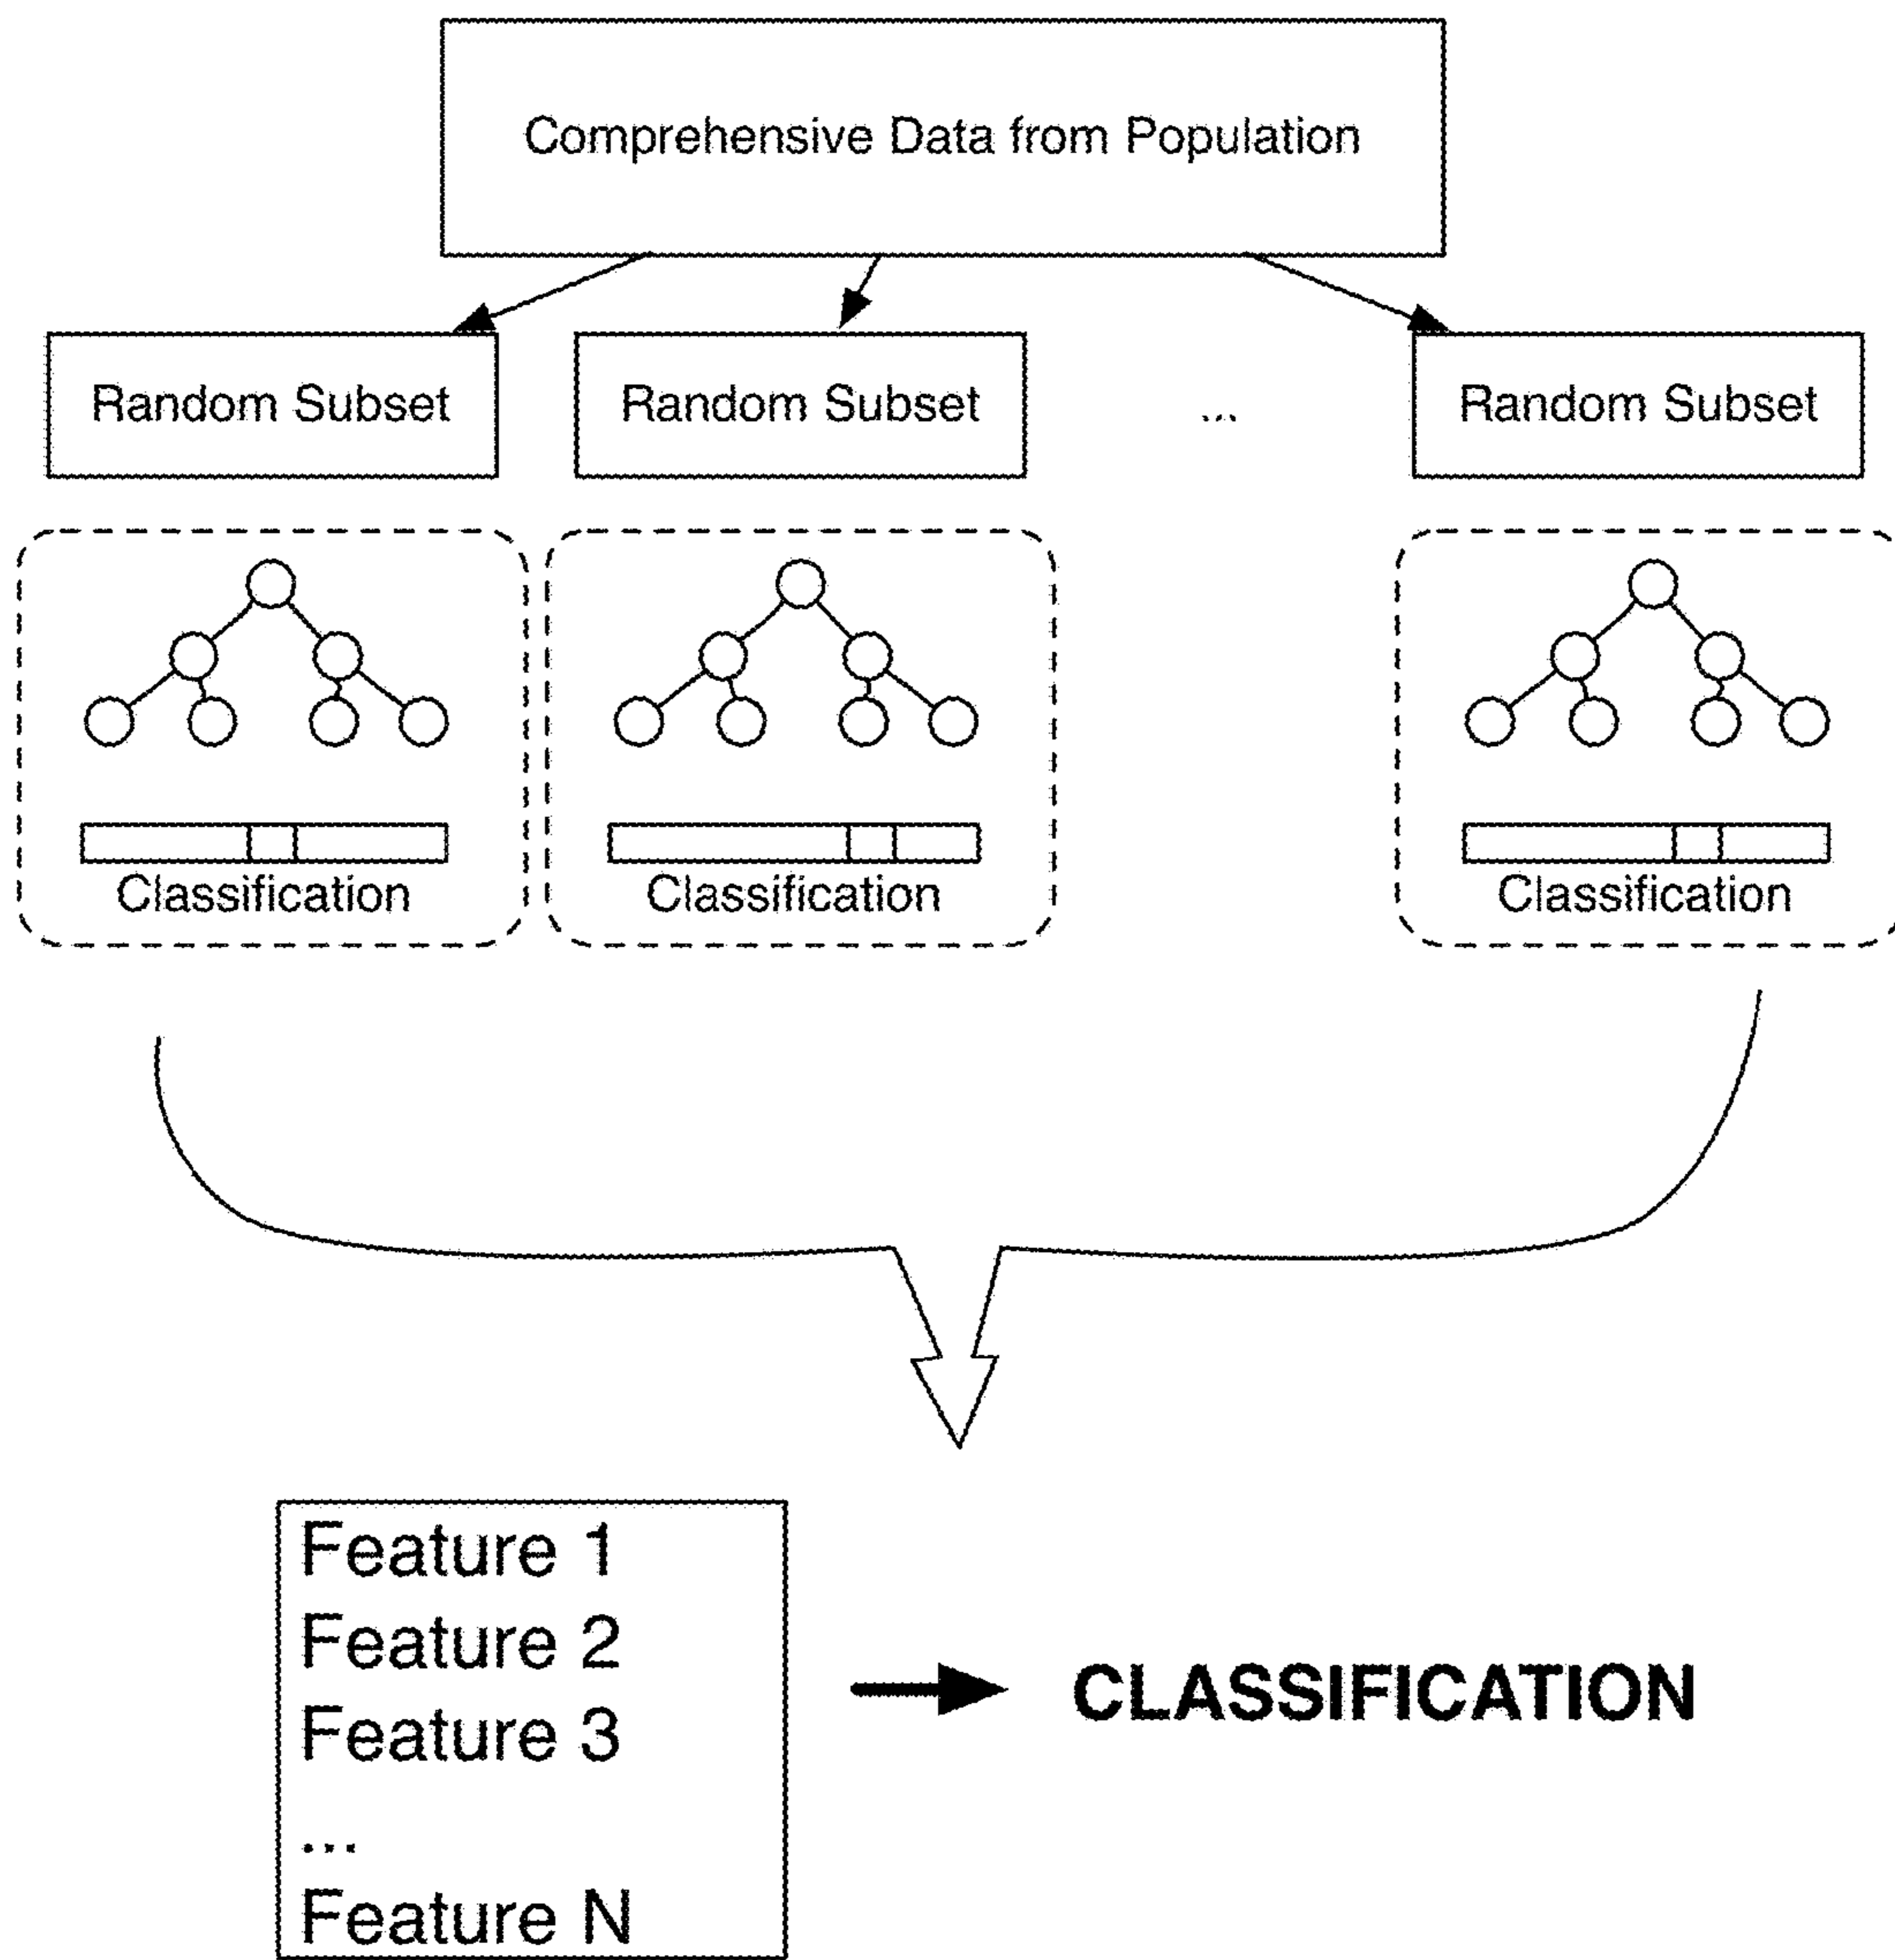 Comprehensive Data from Population
Random Subset
Random Subset
...
Random Subset
Classification
Classification
Classification
Feature 1
Feature 2
Feature 3
...
Feature N
CLASSIFICATION